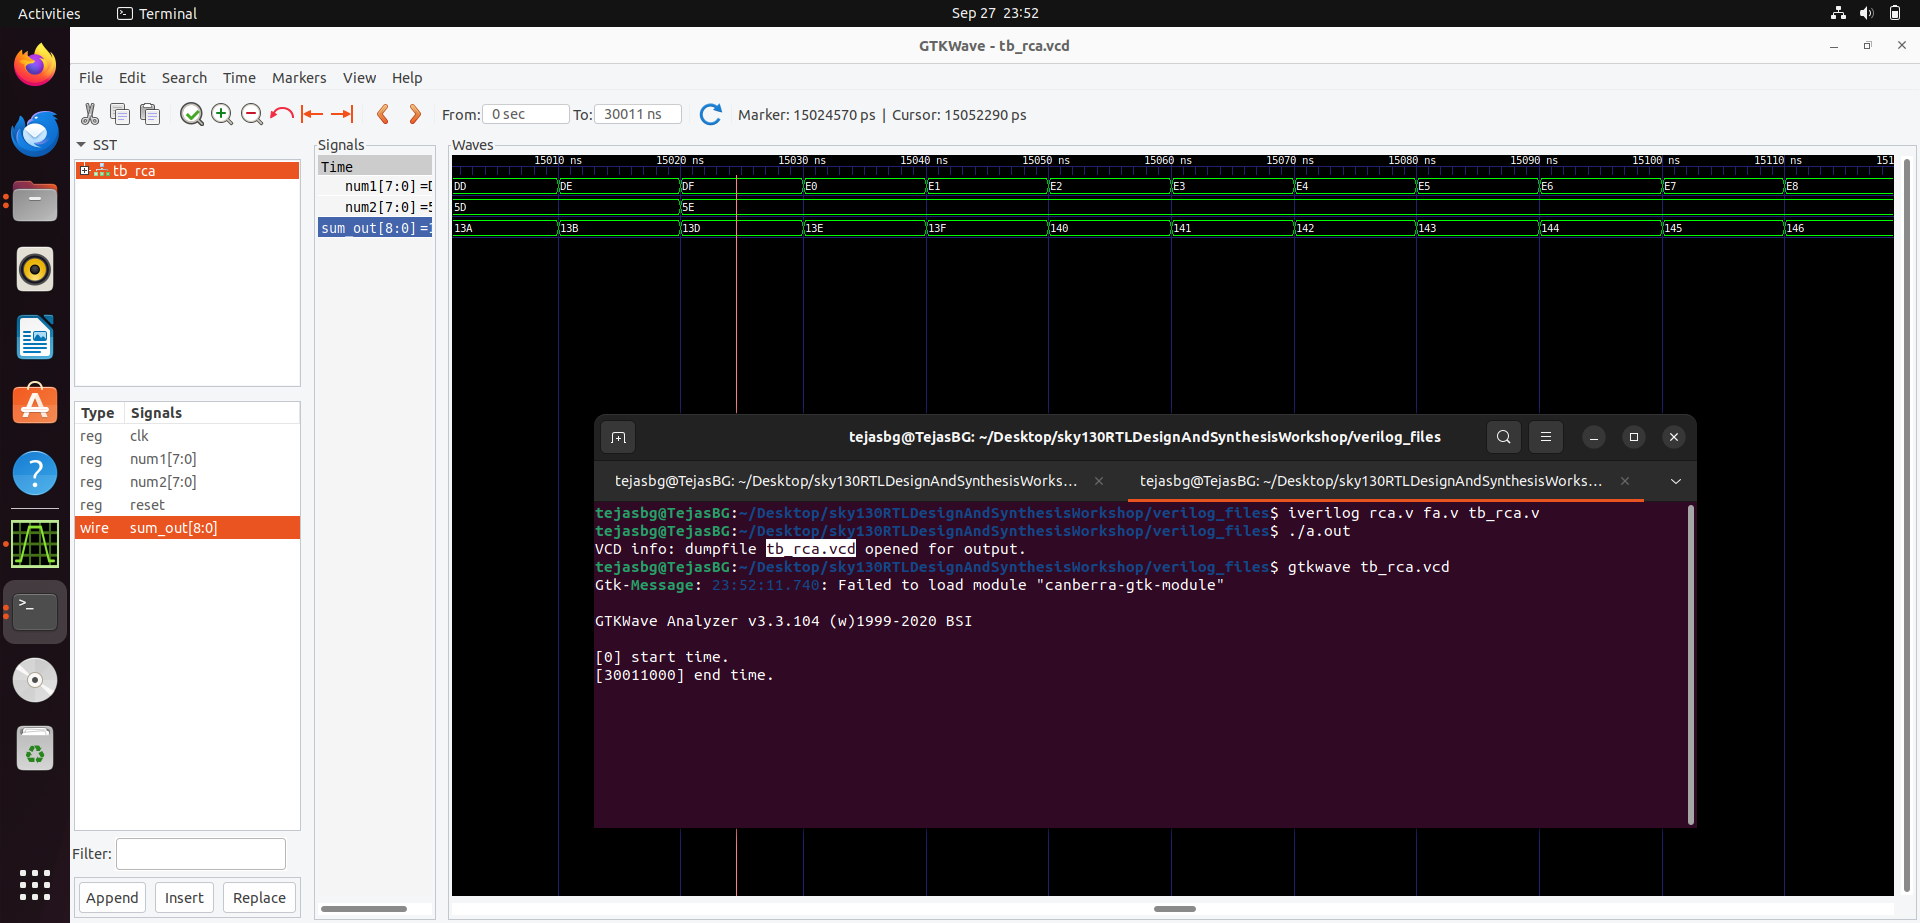 Activities
Terminal
Sep 27 23:52
GTKWave - tb_rca.vcd
File Edit Search Time Markers View Help
From: 0 sec To: 30011 ns Marker: 15024570 ps | Cursor: 15052290 ps
SST
tb_rca
Type Signals
reg clk
reg num1[7:0]
reg num2[7:0]
reg reset
wire sum_out[8:0]
Filter:
Append Insert Replace
Signals
Time
num1[7:0] =D
num2[7:0] =5
sum_out[8:0] =1
Waves
15010 ns 15020 ns 15030 ns 15040 ns 15050 ns 15060 ns 15070 ns 15080 ns 15090 ns 15100 ns 15110 ns 151
DD DE DF E0 E1 E2 E3 E4 E5 E6 E7 E8
5D 5E
13A 13B 13D 13E 13F 140 141 142 143 144 145 146
tejasbg@TejasBG: ~/Desktop/sky130RTLDesignAndSynthesisWorkshop/verilog_files
tejasbg@TejasBG: ~/Desktop/sky130RTLDesignAndSynthesisWorks...
tejasbg@TejasBG: ~/Desktop/sky130RTLDesignAndSynthesisWorks...
tejasbg@TejasBG:~/Desktop/sky130RTLDesignAndSynthesisWorkshop/verilog_files$ iverilog rca.v fa.v tb_rca.v
tejasbg@TejasBG:~/Desktop/sky130RTLDesignAndSynthesisWorkshop/verilog_files$ ./a.out
VCD info: dumpfile tb_rca.vcd opened for output.
tejasbg@TejasBG:~/Desktop/sky130RTLDesignAndSynthesisWorkshop/verilog_files$ gtkwave tb_rca.vcd
Gtk-Message: 23:52:11.740: Failed to load module "canberra-gtk-module"
GTKWave Analyzer v3.3.104 (w)1999-2020 BSI
[0] start time.
[30011000] end time.